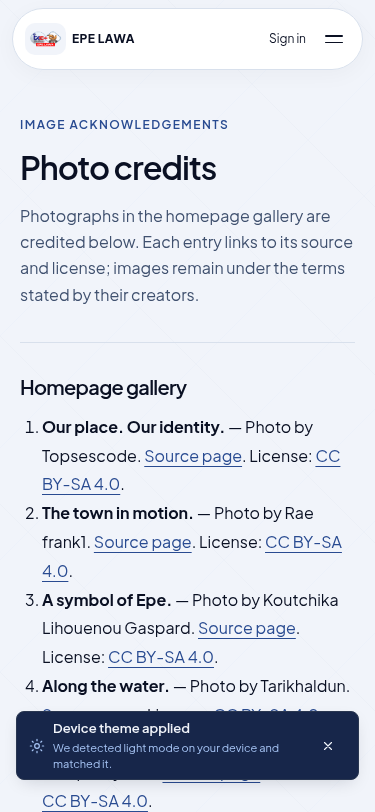 EPE LAWA
Sign in
IMAGE ACKNOWLEDGEMENTS
Photo credits
Photographs in the homepage gallery are
credited below. Each entry links to its source
and license; images remain under the terms
stated by their creators.
Homepage gallery
1. Our place. Our identity. — Photo by
Topsescode. Source page. License: CC
BY-SA 4.0.
2. The town in motion. — Photo by Rae
frank1. Source page. License: CC BY-SA
4.0.
3. A symbol of Epe. — Photo by Koutchika
Lihouenou Gaspard. Source page.
License: CC BY-SA 4.0.
4. Along the water. — Photo by Tarikhaldun.
Device theme applied
We detected light mode on your device and
matched it.
CC BY-SA 4.0.